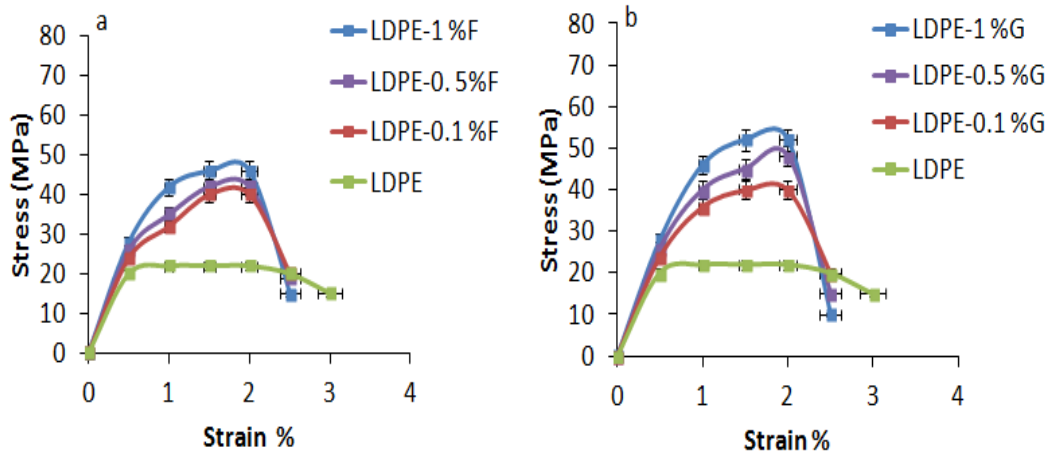 a
LDPE-1 %F
LDPE-0.5%F
LDPE-0.1 %F
LDPE
Stress (MPa)
80
70
60
50
40
30
20
10
0
0 1 2 3 4
Strain %
b
LDPE-1 %G
LDPE-0.5 %G
LDPE-0.1 %G
LDPE
Stress (MPa)
80
70
60
50
40
30
20
10
0
0 1 2 3 4
Strain %